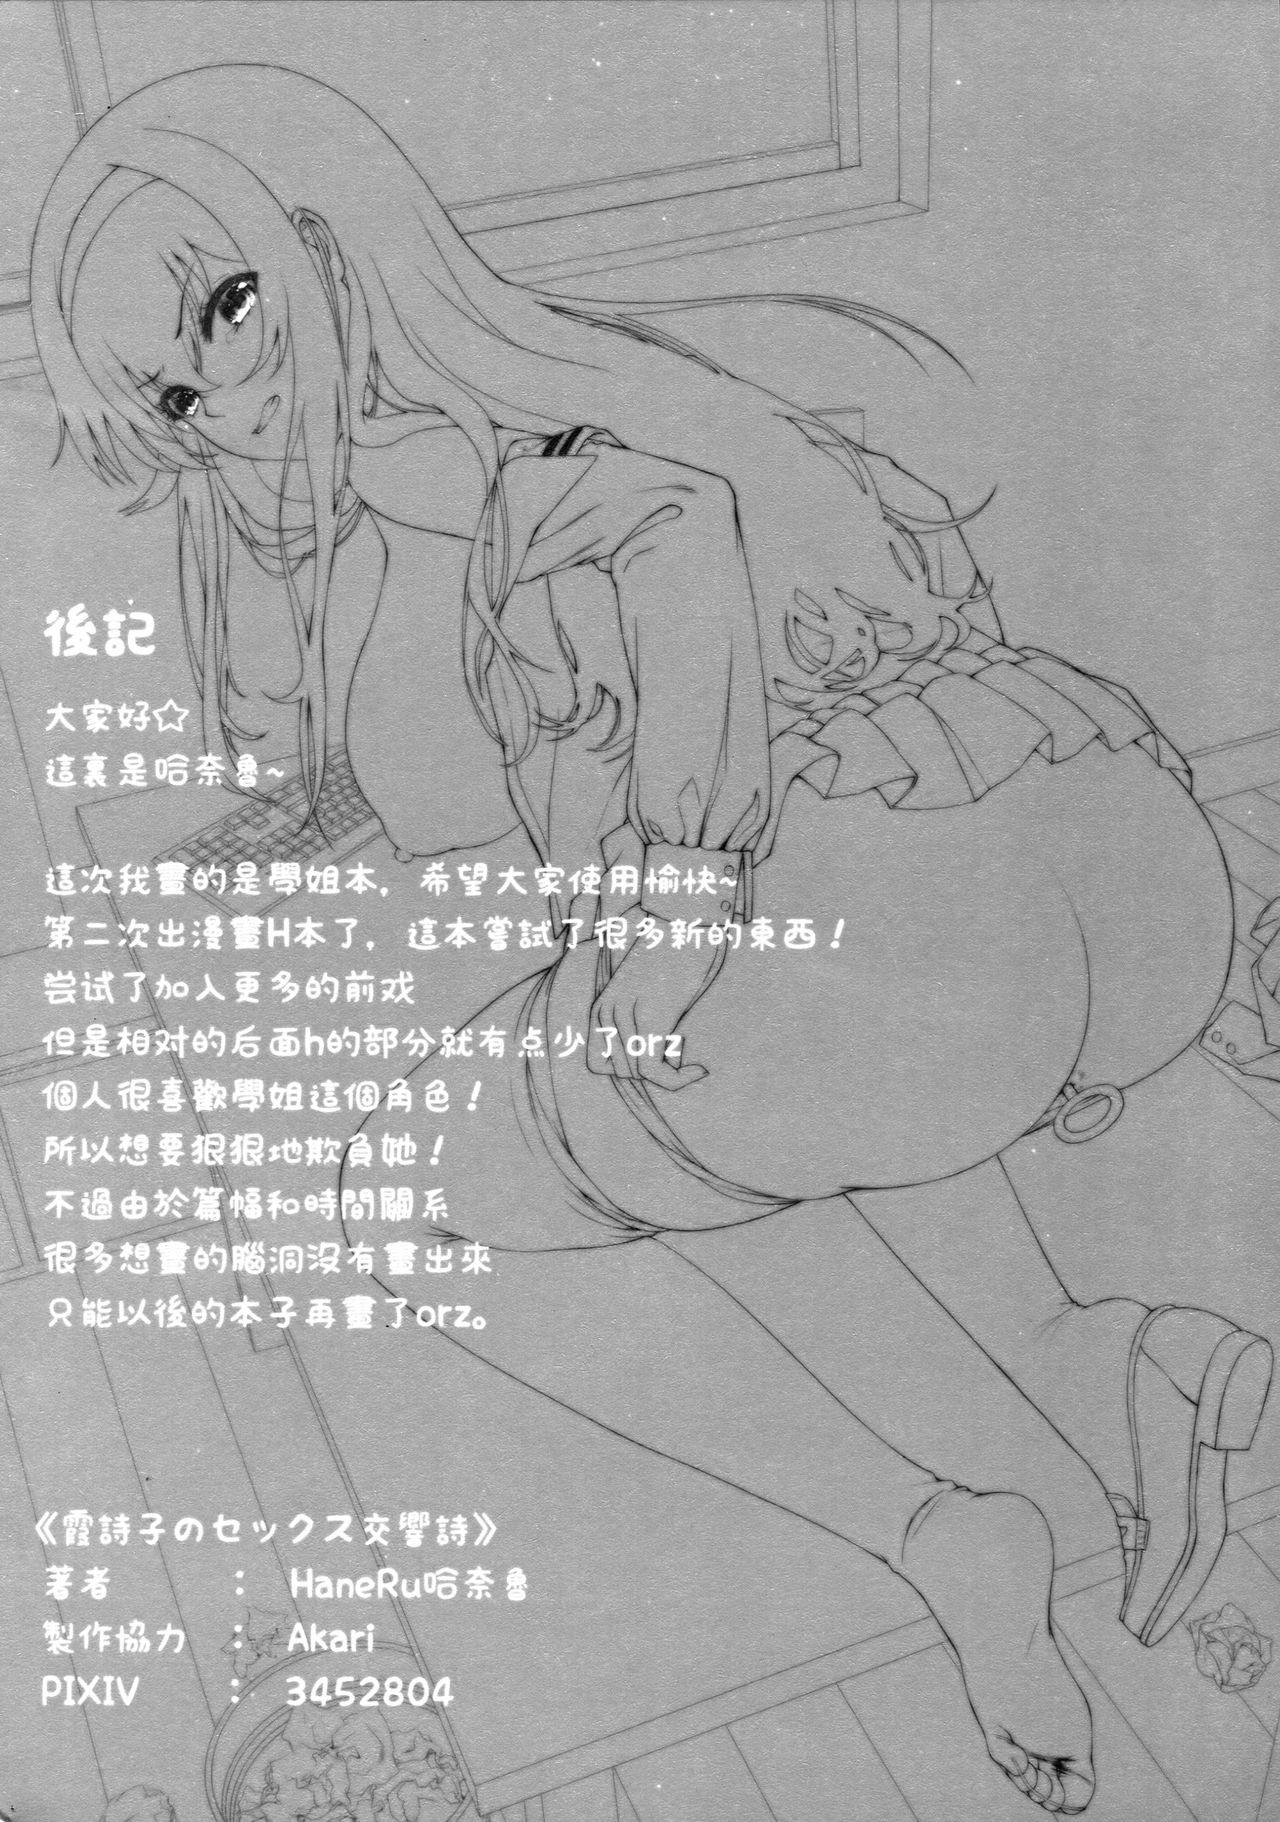 後記
大家好☆
這裏是哈奈魯~
這次我畫的是學姐本，希望大家使用愉快~
第二次出漫畫H本了，這本嘗試了很多新的東西！
尝试了加入更多的前戏
但是相对的后面h的部分就有点少了orz
個人很喜歡學姐這個角色！
所以想要狠狠地欺負她！
不過由於篇幅和時間關系
很多想畫的腦洞沒有畫出來
只能以後的本子再畫了orz。
《霞詩子のセックス交響詩》
著者 ： HaneRu哈奈魯
製作協力 ： Akari
PIXIV ： 3452804